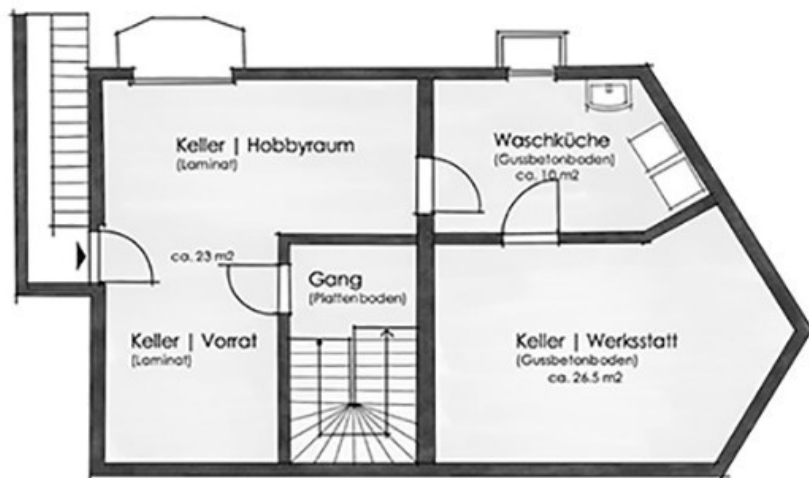 Keller | Hobbyraum
(Laminat)
Waschküche
(Gussbetonboden)
ca. 10 m2
ca. 23 m2
Gang
(Plattenboden)
Keller | Vorrat
(Laminat)
Keller | Werksstatt
(Gussbetonboden)
ca. 26.5 m2